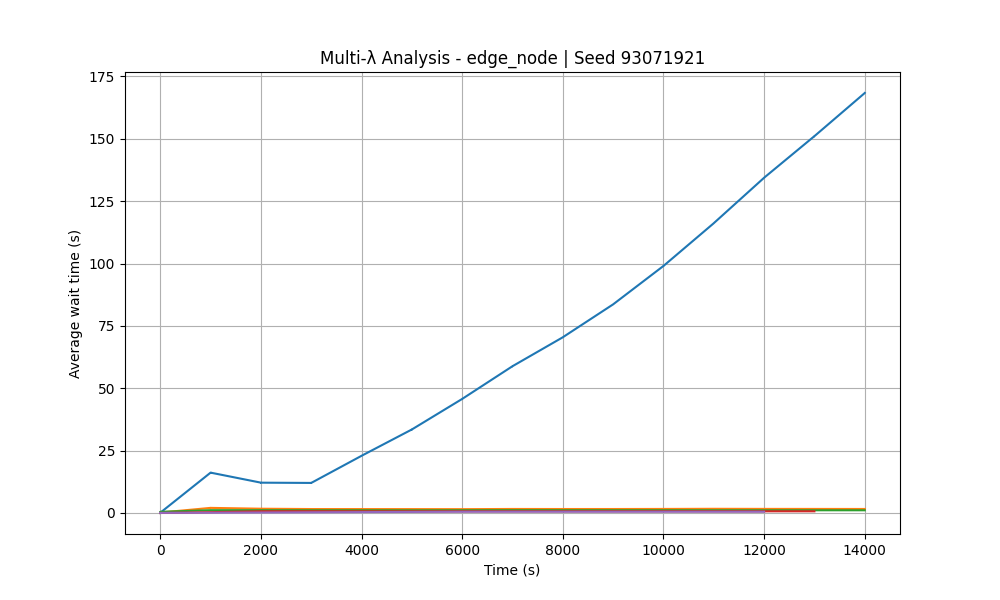 Multi-λ Analysis - edge_node | Seed 93071921
175
150
125
100
75
50
25
0
Average wait time (s)
0 2000 4000 6000 8000 10000 12000 14000
Time (s)